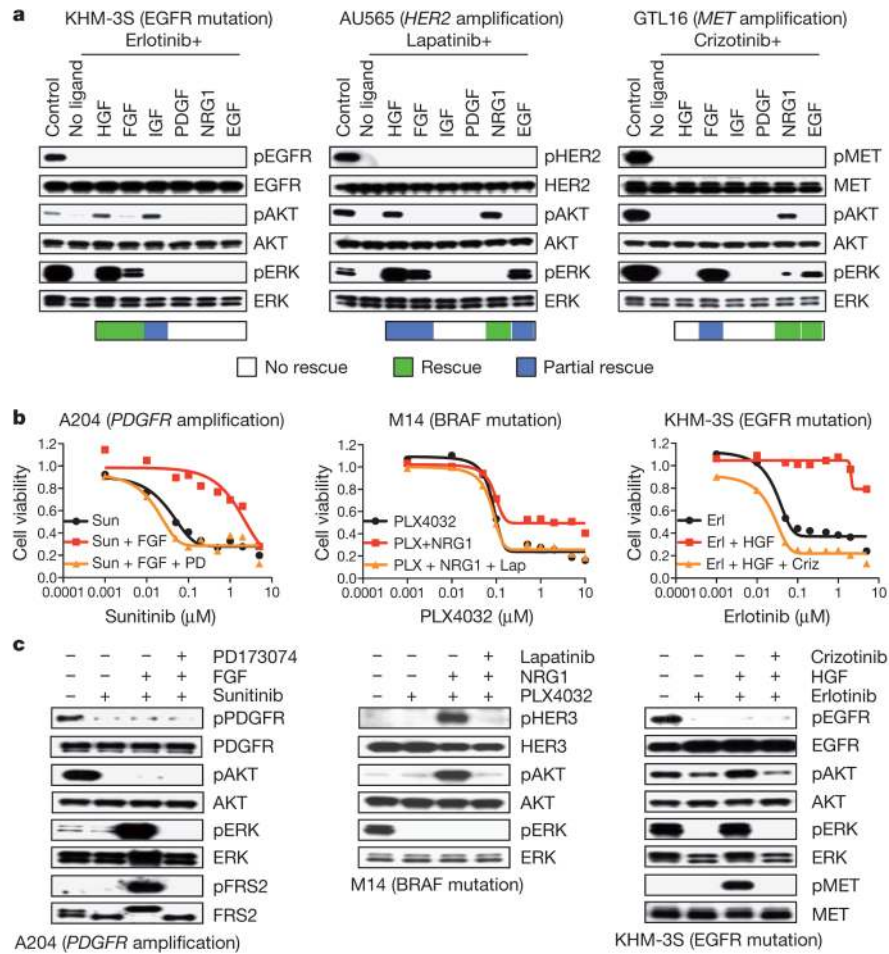 a
KHM-3S (EGFR mutation)
Erlotinib+
Control
No ligand
HGF
FGF
IGF
PDGF
NRG1
EGF
pEGFR
EGFR
pAKT
AKT
pERK
ERK
AU565 (HER2 amplification)
Lapatinib+
Control
No ligand
HGF
FGF
IGF
PDGF
NRG1
EGF
pHER2
HER2
pAKT
AKT
pERK
ERK
GTL16 (MET amplification)
Crizotinib+
Control
No ligand
HGF
FGF
IGF
PDGF
NRG1
EGF
pMET
MET
pAKT
AKT
pERK
ERK
No rescue
Rescue
Partial rescue
b
A204 (PDGFR amplification)
Cell viability
1.2
1.0
0.8
0.6
0.4
0.2
0.0
Sun
Sun + FGF
Sun + FGF + PD
0.0001
0.001
0.01
0.1
1
10
Sunitinib (μM)
M14 (BRAF mutation)
Cell viability
1.2
1.0
0.8
0.6
0.4
0.2
0.1
PLX4032
PLX+NRG1
PLX + NRG1 + Lap
0.0001
0.001
0.01
0.1
1
10
PLX4032 (μM)
KHM-3S (EGFR mutation)
Cell viability
1.2
1.0
0.8
0.6
0.4
0.2
0.0
Erl
Erl + HGF
Erl + HGF + Criz
0.0001
0.001
0.01
0.1
1
10
Erlotinib (μM)
c
– – – + PD173074
– – + + FGF
– + + + Sunitinib
pPDGFR
PDGFR
pAKT
AKT
pERK
ERK
pFRS2
FRS2
A204 (PDGFR amplification)
– – – + Lapatinib
– – + + NRG1
– + + + PLX4032
pHER3
HER3
pAKT
AKT
pERK
ERK
M14 (BRAF mutation)
– – – + Crizotinib
– – + + HGF
– + + + Erlotinib
pEGFR
EGFR
pAKT
AKT
pERK
ERK
pMET
MET
KHM-3S (EGFR mutation)